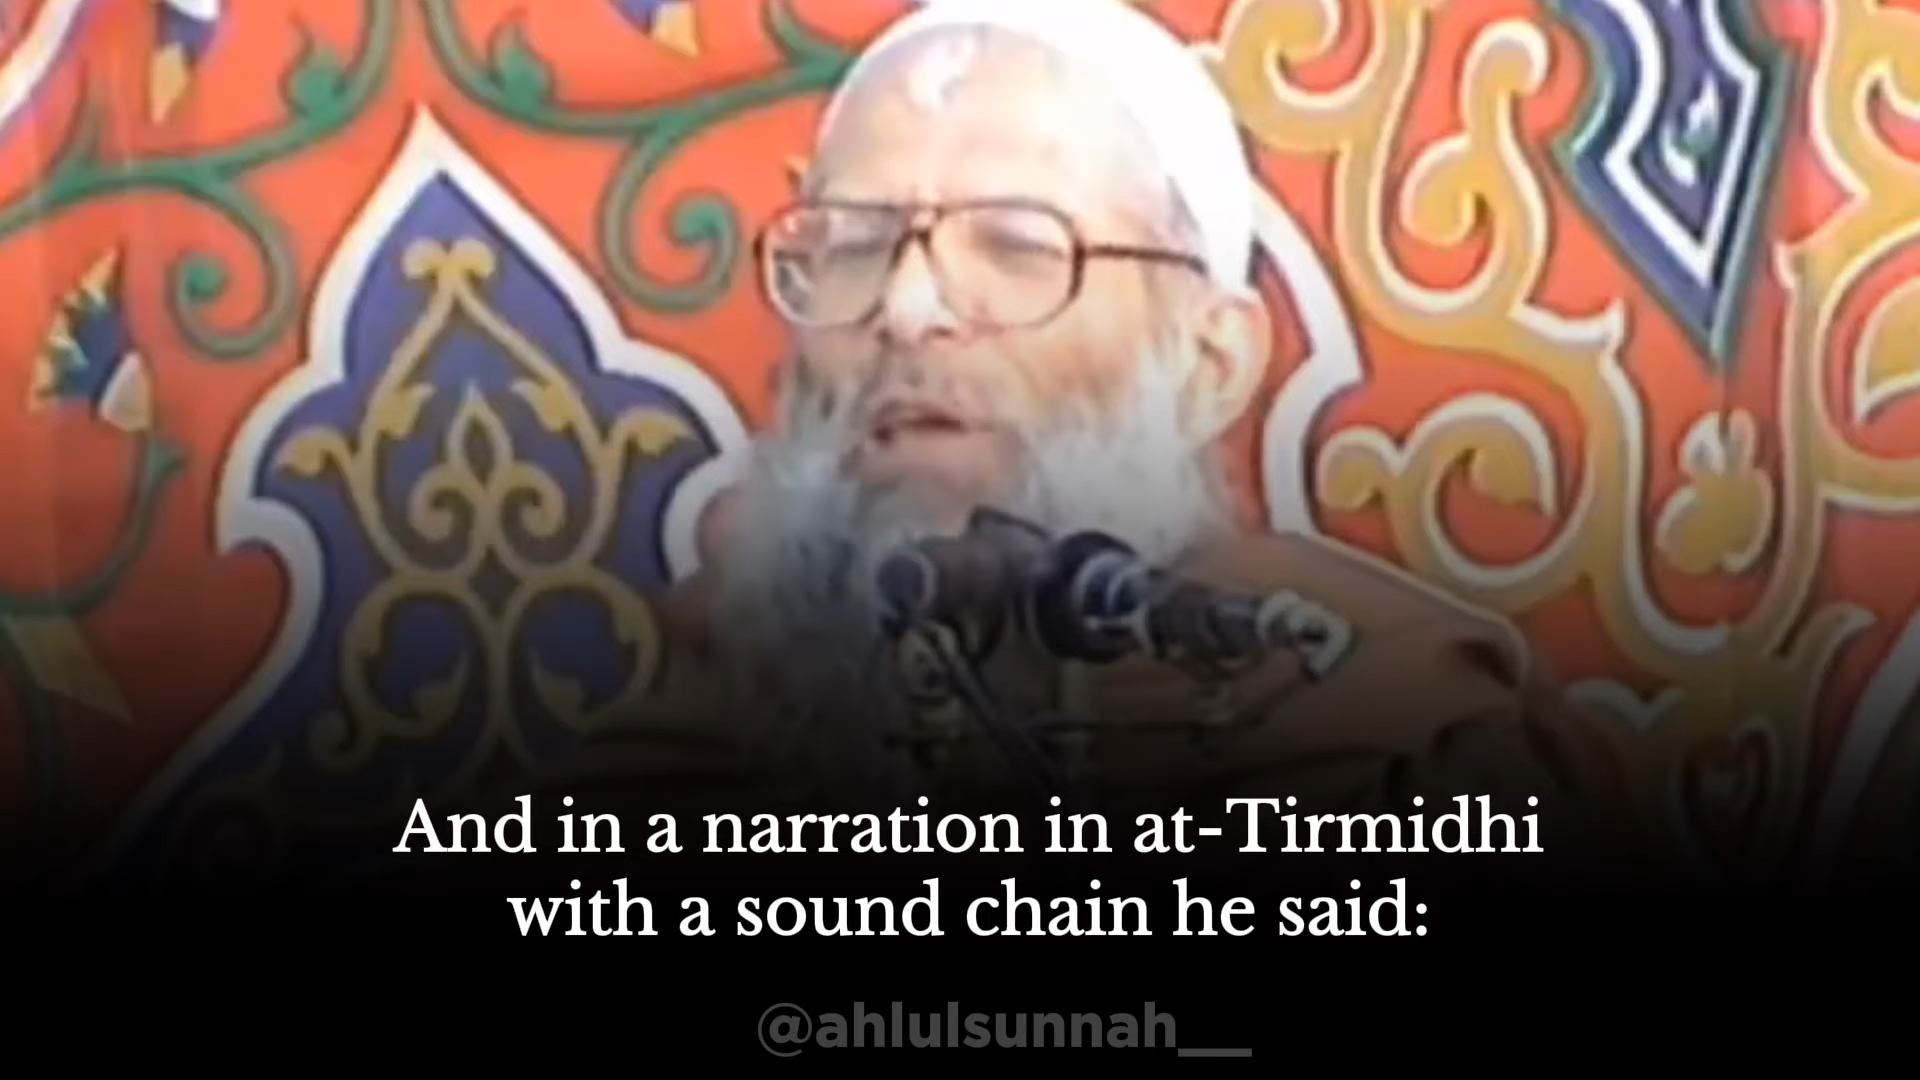 And in a narration in at-Tirmidhi
with a sound chain he said:
@ahlulsunnah__